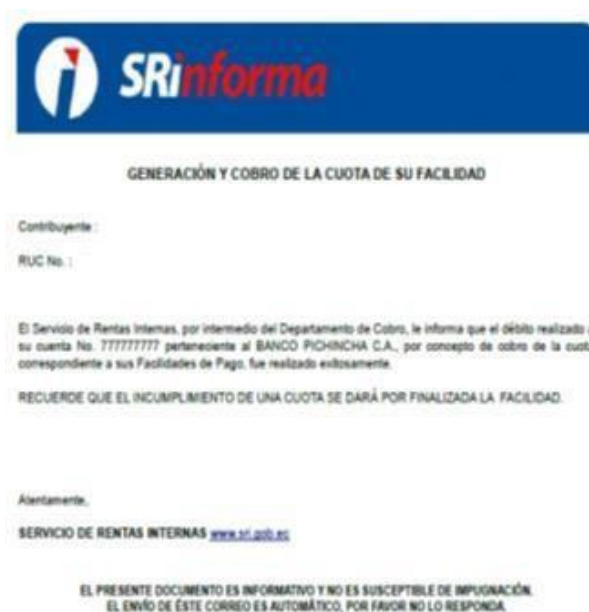 SRinforma
GENERACIÓN Y COBRO DE LA CUOTA DE SU FACILIDAD
Contribuyente :
RUC No. :
El Servicio de Rentas Internas, por intermedio del Departamento de Cobro, le informa que el débito realizado a
su cuenta No. 777777777 perteneciente al BANCO PICHINCHA C.A., por concepto de cobro de la cuota
correspondiente a sus Facilidades de Pago, fue realizado exitosamente.
RECUERDE QUE EL INCUMPLIMIENTO DE UNA CUOTA SE DARÁ POR FINALIZADA LA FACILIDAD.
Atentamente,
SERVICIO DE RENTAS INTERNAS www.sri.gob.ec
EL PRESENTE DOCUMENTO ES INFORMATIVO Y NO ES SUSCEPTIBLE DE IMPUGNACIÓN.
EL ENVÍO DE ÉSTE CORREO ES AUTOMÁTICO, POR FAVOR NO LO RESPONDA.